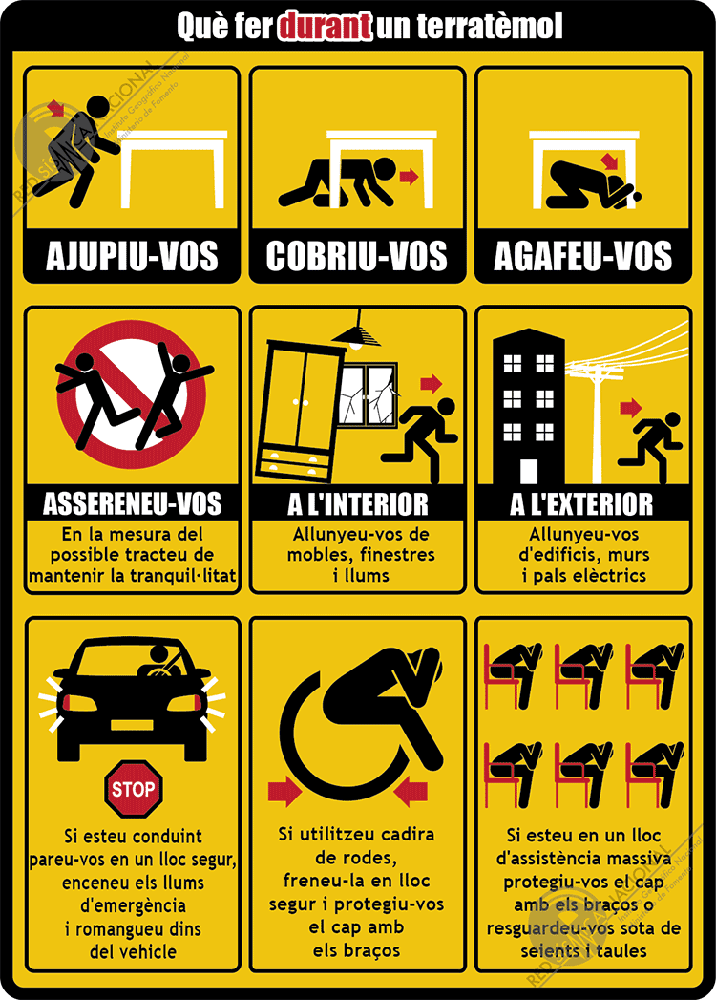 Què fer durant un terratèmol
AJUPIU-VOS
COBRIU-VOS
AGAFEU-VOS
ASSERENEU-VOS
En la mesura del
possible tracteu de
mantenir la tranquil·litat
A L'INTERIOR
Allunyeu-vos de
mobles, finestres
i llums
A L'EXTERIOR
Allunyeu-vos
d'edificis, murs
i pals elèctrics
STOP
Si esteu conduint
pareu-vos en un lloc segur,
enceneu els llums
d'emergència
i romangueu dins
del vehicle
Si utilitzeu cadira
de rodes,
freneu-la en lloc
segur i protegiu-vos
el cap amb
els braços
Si esteu en un lloc
d'assistència massiva
protegiu-vos el cap
amb els braços o
resguardeu-vos sota de
seients i taules
RED SÍSMICA NACIONAL
Instituto Geográfico Nacional
Ministerio de Fomento
RED SÍSMICA NACIONAL
Instituto Geográfico Nacional
Ministerio de Fomento